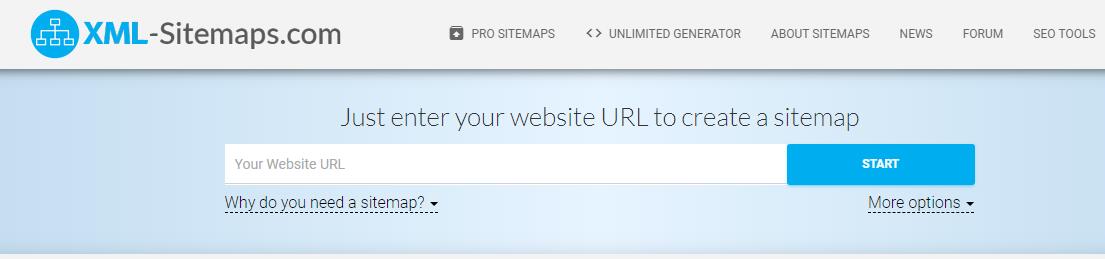 XML-Sitemaps.com
PRO SITEMAPS
UNLIMITED GENERATOR
ABOUT SITEMAPS
NEWS
FORUM
SEO TOOLS
Just enter your website URL to create a sitemap
Your Website URL
START
Why do you need a sitemap?
More options